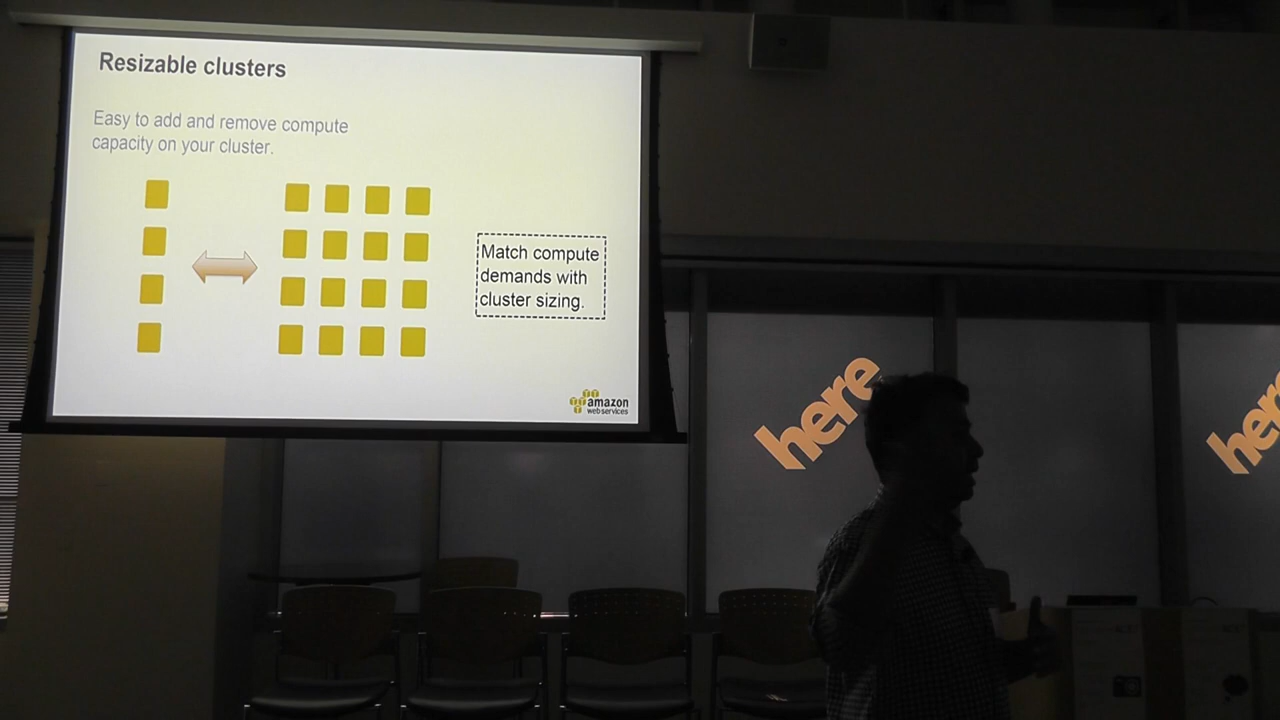 Resizable clusters
Easy to add and remove compute
capacity on your cluster.
Match compute
demands with
cluster sizing.
amazon
web services
here
here